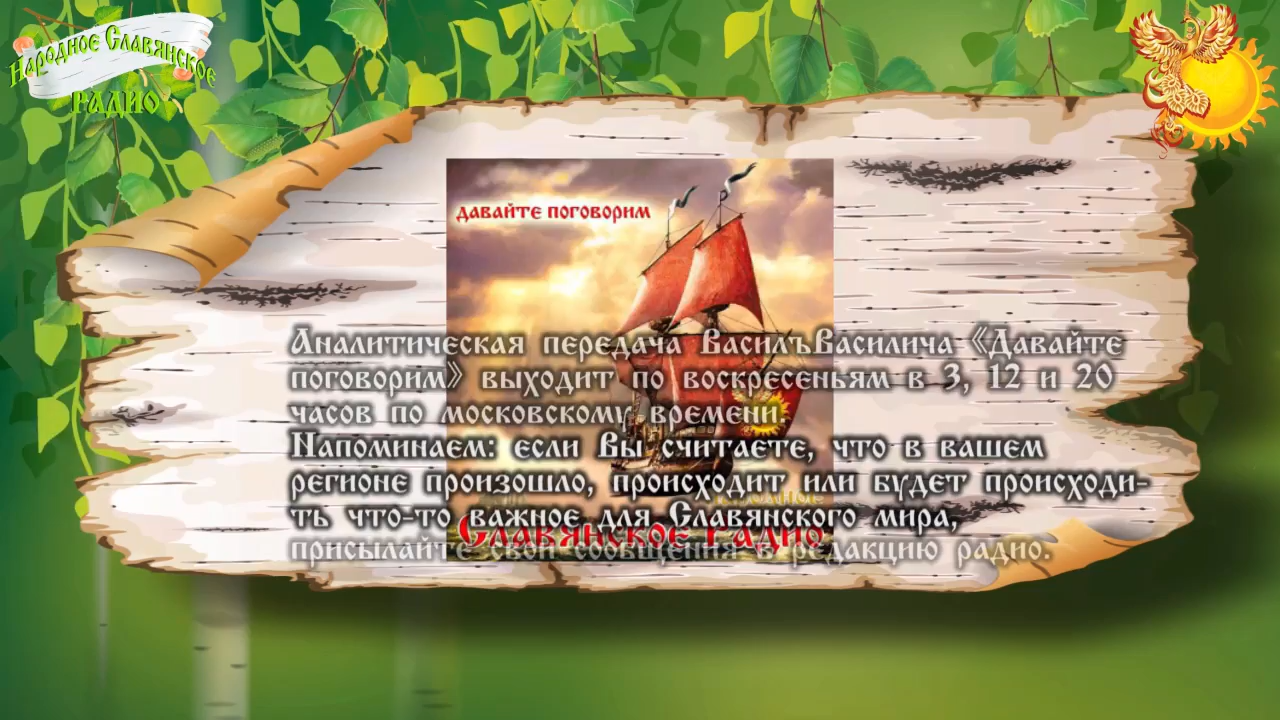 Народное Славянское
РАДИО
ДАВАЙТЕ ПОГОВОРИМ
Аналитическая передача ВасилъВасилича «Давайте
поговорим» выходит по воскресеньям в 3, 12 и 20
часов по московскому времени.
Напоминаем: если Вы считаете, что в вашем
регионе произошло, происходит или будет происходи-
ть что-то важное для Славянского мира,
присылайте свои сообщения в редакцию радио.
НАРОДНОЕ
Славянское радио